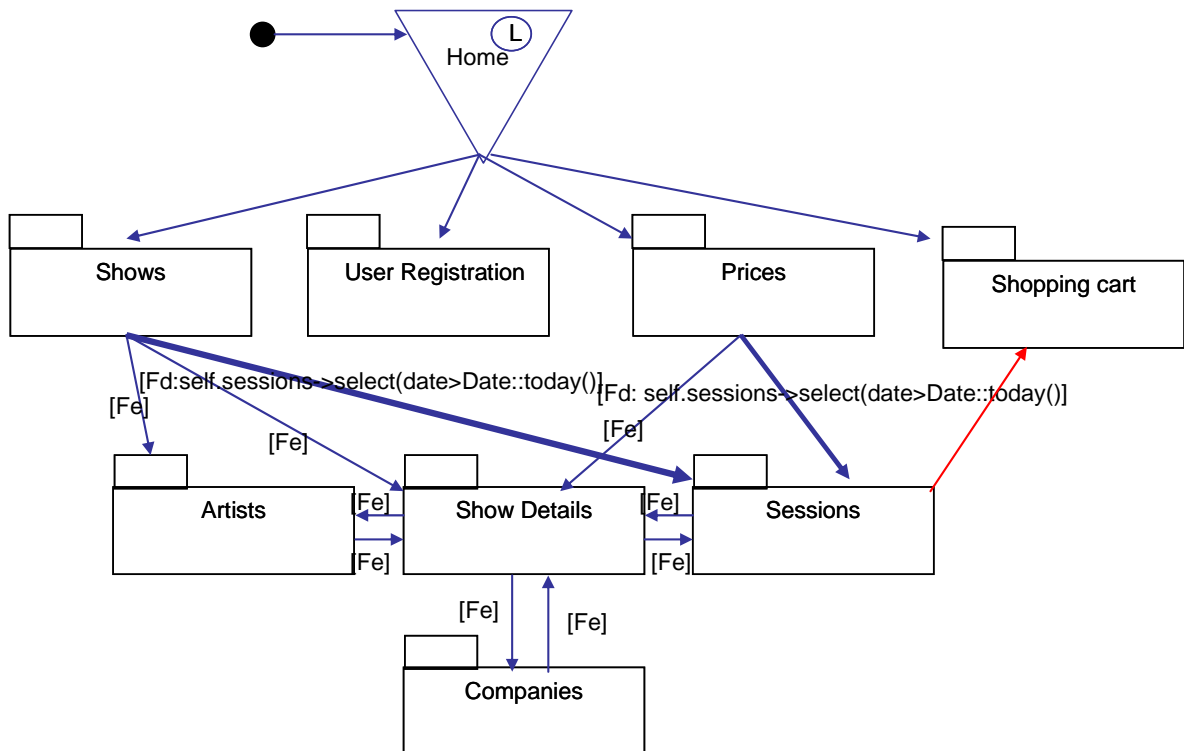 L
Home
Shows
User Registration
Prices
Shopping cart
[Fd:self.sessions->select(date>Date::today()]
[Fd: self.sessions->select(date>Date::today()]
[Fe]
[Fe]
[Fe]
Artists
[Fe]
Show Details
[Fe]
Sessions
[Fe]
[Fe]
[Fe]
[Fe]
Companies